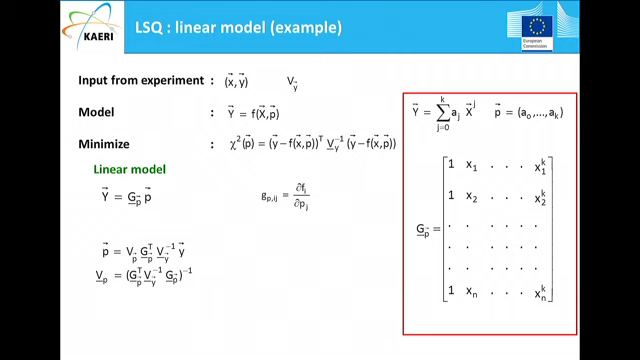 LSQ : linear model (example)
KAERI
European
Commission
Input from experiment : (x⃗, y⃗) V_y⃗
Model : Y⃗ = f(X⃗,p⃗)
Minimize : χ²(p⃗) = (y⃗ − f(x⃗,p⃗))ᵀ V_y⃗⁻¹ (y⃗ − f(x⃗,p⃗))
Linear model
Y⃗ = G_p⃗ p⃗
g_p,ij = ∂f_i / ∂p_j
p⃗ = V_p⃗ G_p⃗ᵀ V_y⃗⁻¹ y⃗
V_p = (G_p⃗ᵀ V_y⃗⁻¹ G_p⃗)⁻¹
Y⃗ = ∑_{j=0}^{k} a_j X⃗^j p⃗ = (a_o,...,a_k)
1 x_1 . . . x_1^k
1 x_2 . . . x_2^k
. . . . . .
G_p⃗ = . . . . . .
. . . . . .
1 x_n . . . x_n^k